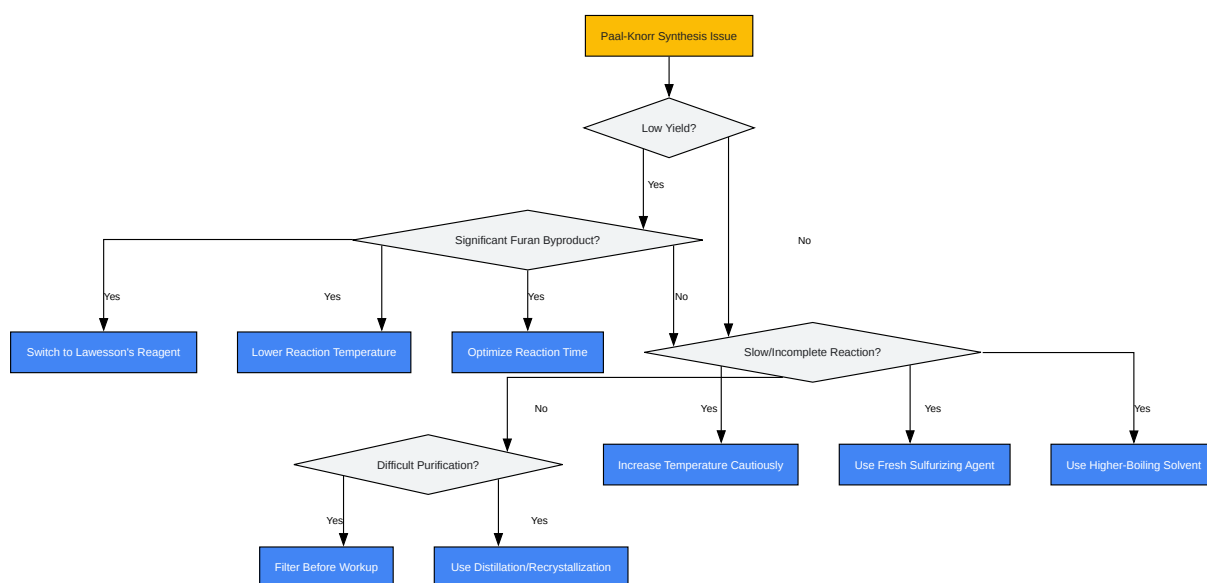 Paal-Knorr Synthesis Issue
Low Yield?
Yes
No
Significant Furan Byproduct?
Yes
Yes
Yes
No
Switch to Lawesson's Reagent
Lower Reaction Temperature
Optimize Reaction Time
Slow/Incomplete Reaction?
No
Yes
Yes
Yes
Increase Temperature Cautiously
Use Fresh Sulfurizing Agent
Use Higher-Boiling Solvent
Difficult Purification?
Yes
Yes
Filter Before Workup
Use Distillation/Recrystallization